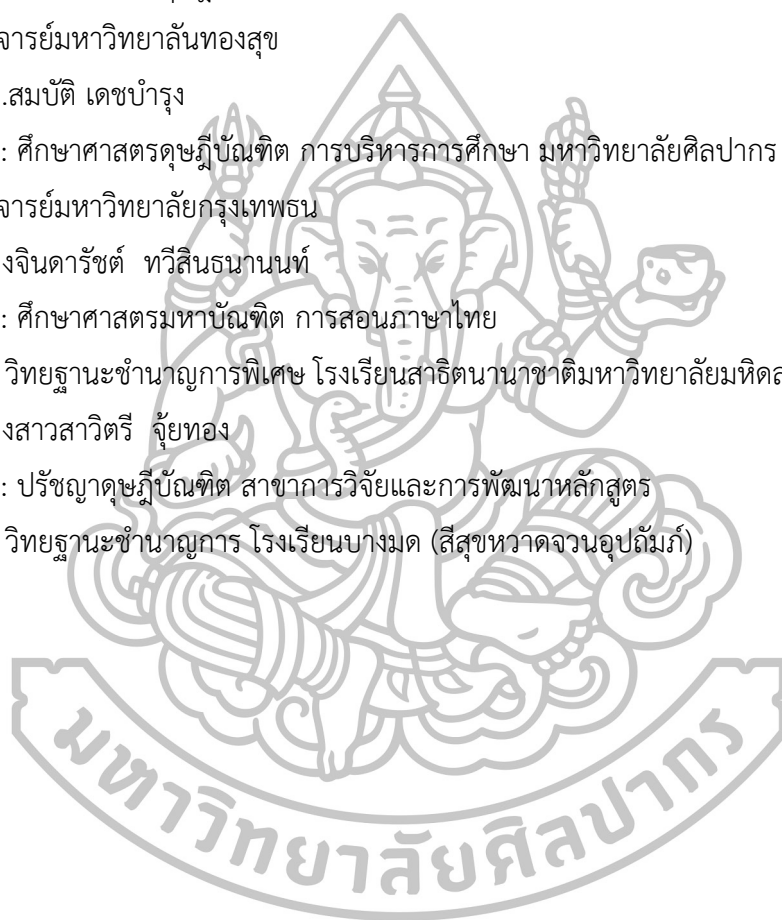 จารย์มหาวิทยาลันทองสุข
.สมบัติ เดชบำรุง
: ศึกษาศาสตรดุษฎีบัณฑิต การบริหารการศึกษา มหาวิทยาลัยศิลปากร
จารย์มหาวิทยาลัยกรุงเทพธน
งจินดารัชต์ ทวีสินธนานนท์
: ศึกษาศาสตรมหาบัณฑิต การสอนภาษาไทย
วิทยฐานะชำนาญการพิเศษ โรงเรียนสาธิตนานาชาติมหาวิทยาลัยมหิดล
งสาวสาวิตรี จุ้ยทอง
: ปรัชญาดุษฎีบัณฑิต สาขาการวิจัยและการพัฒนาหลักสูตร
วิทยฐานะชำนาญการ โรงเรียนบางมด (สีสุขหวาดจวนอุปถัมภ์)
มหาวิทยาลัยศิลปากร